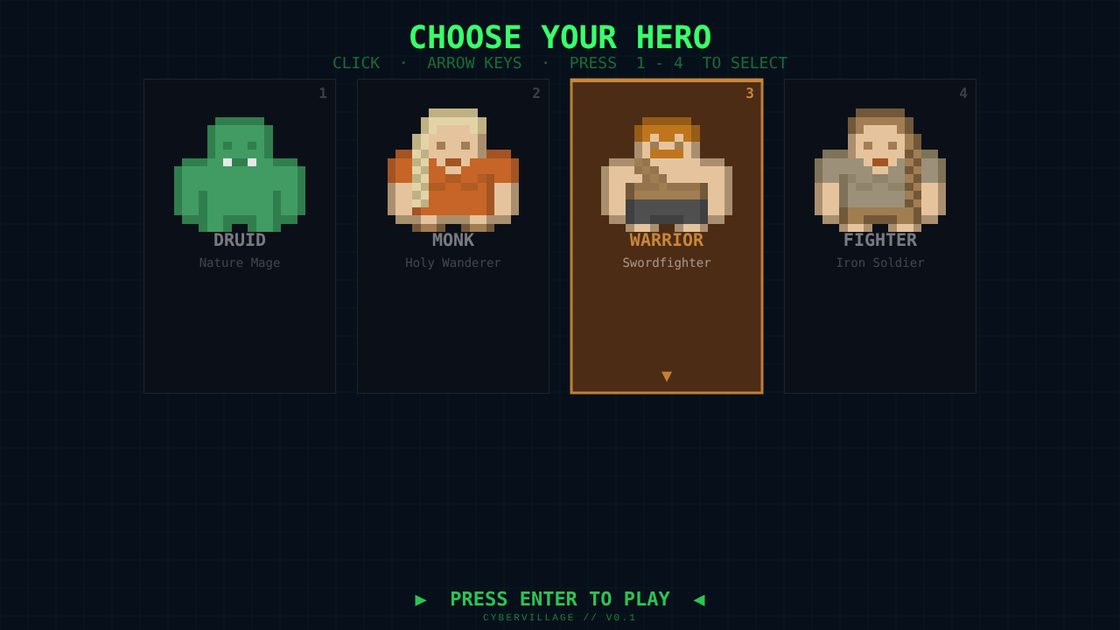 CHOOSE YOUR HERO
CLICK · ARROW KEYS · PRESS 1 - 4 TO SELECT
1
2
3
4
DRUID
MONK
WARRIOR
FIGHTER
Nature Mage
Holy Wanderer
Swordfighter
Iron Soldier
▼
► PRESS ENTER TO PLAY ◄
CYBERVILLAGE // V0.1